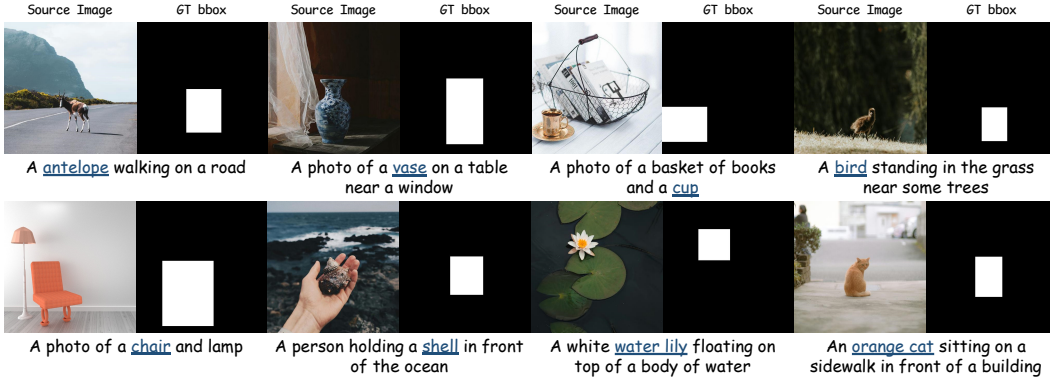 Source Image GT bbox Source Image GT bbox Source Image GT bbox Source Image GT bbox
A antelope walking on a road
A photo of a vase on a table
near a window
A photo of a basket of books
and a cup
A bird standing in the grass
near some trees
A photo of a chair and lamp
A person holding a shell in front
of the ocean
A white water lily floating on
top of a body of water
An orange cat sitting on a
sidewalk in front of a building